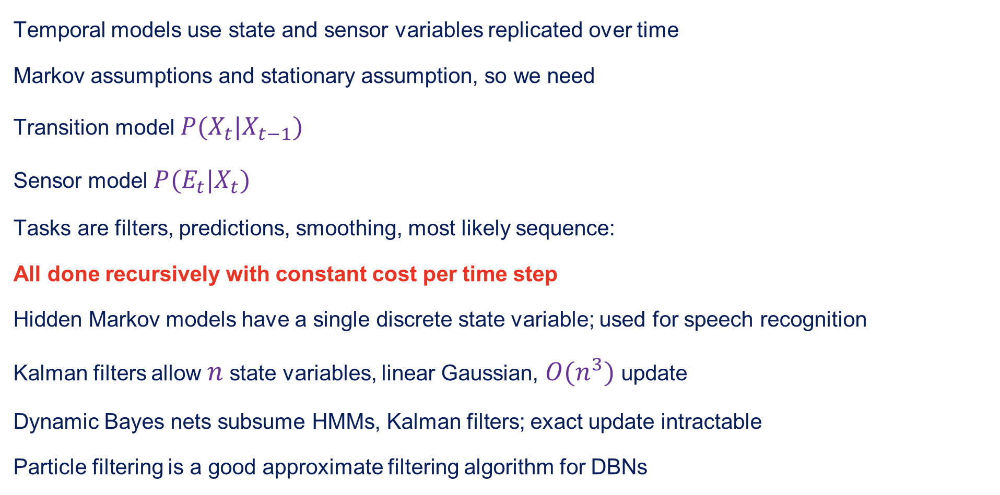 Temporal models use state and sensor variables replicated over time
Markov assumptions and stationary assumption, so we need
Transition model P(X_t|X_{t−1})
Sensor model P(E_t|X_t)
Tasks are filters, predictions, smoothing, most likely sequence:
All done recursively with constant cost per time step
Hidden Markov models have a single discrete state variable; used for speech recognition
Kalman filters allow n state variables, linear Gaussian, O(n³) update
Dynamic Bayes nets subsume HMMs, Kalman filters; exact update intractable
Particle filtering is a good approximate filtering algorithm for DBNs